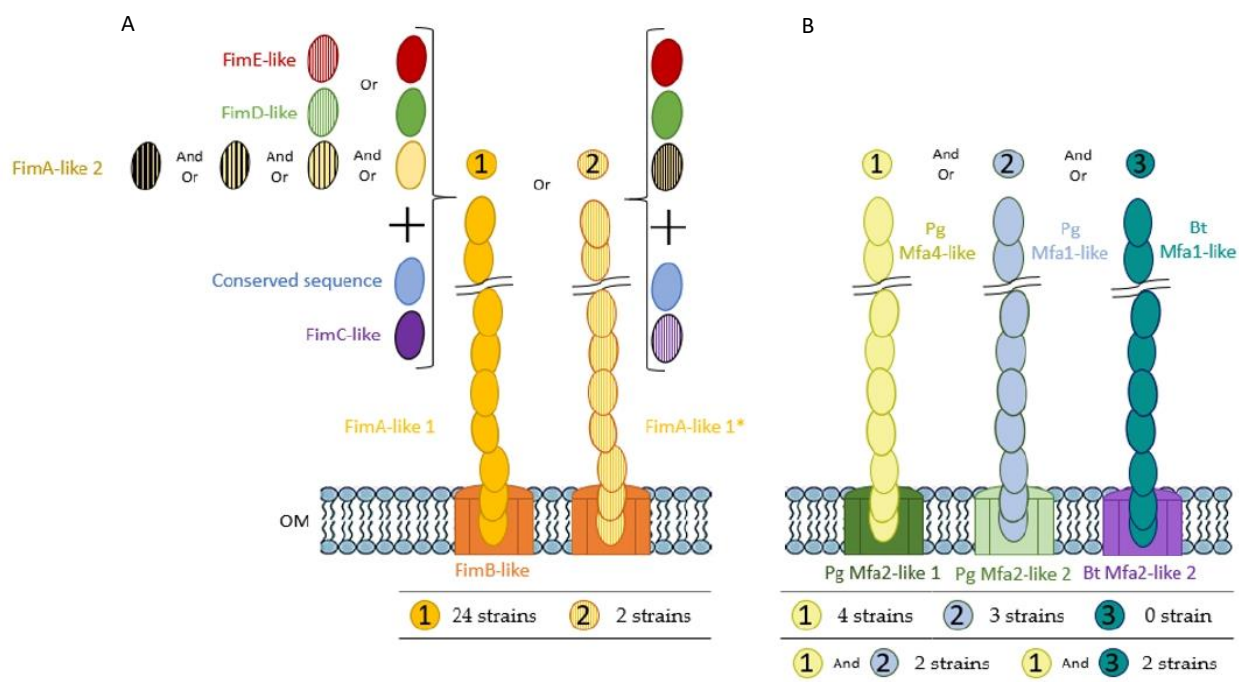 A
B
FimE-like
Or
FimD-like
FimA-like 2
And
Or
And
Or
And
Or
1
Or
2
1
And
Or
2
And
Or
3
+
+
Pg
Mfa4-like
Pg
Mfa1-like
Bt
Mfa1-like
Conserved sequence
FimC-like
FimA-like 1
FimA-like 1*
OM
FimB-like
Pg Mfa2-like 1
Pg Mfa2-like 2
Bt Mfa2-like 2
1 24 strains 2 2 strains
1 4 strains 2 3 strains 3 0 strain
1 And 2 2 strains 1 And 3 2 strains